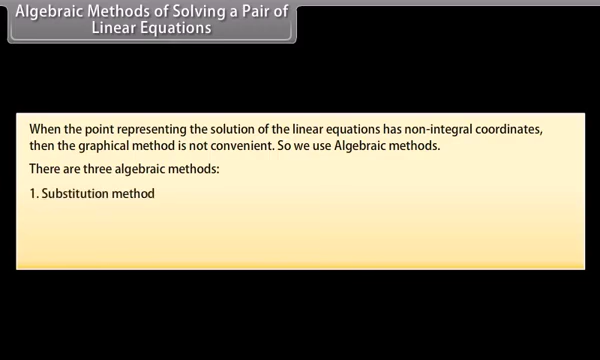 Algebraic Methods of Solving a Pair of
Linear Equations
When the point representing the solution of the linear equations has non-integral coordinates,
then the graphical method is not convenient. So we use Algebraic methods.
There are three algebraic methods:
1. Substitution method